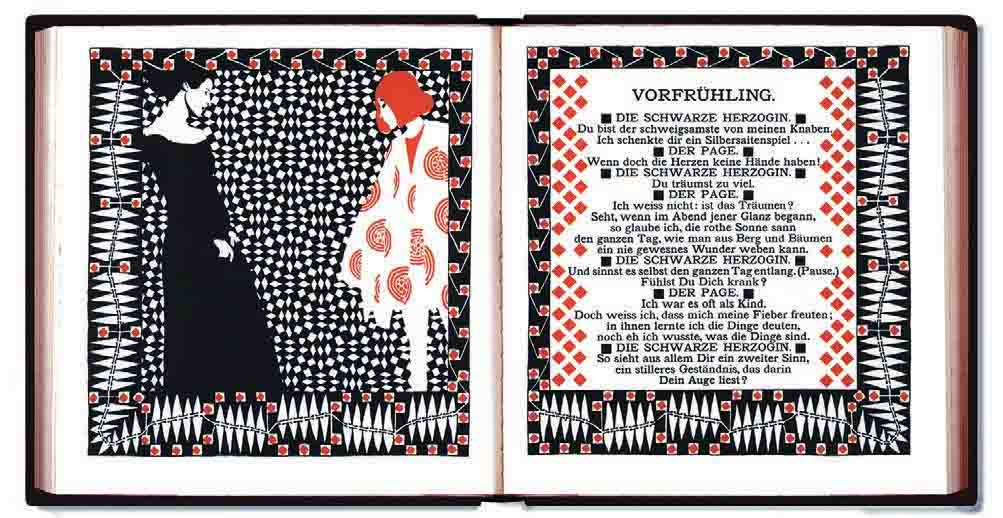 VORFRÜHLING.
■ DIE SCHWARZE HERZOGIN. ■
Du bist der schweigsamste von meinen Knaben.
Ich schenkte dir ein Silbersaitenspiel . . .
■ DER PAGE. ■
Wenn doch die Herzen keine Hände haben!
■ DIE SCHWARZE HERZOGIN. ■
Du träumst zu viel.
■ DER PAGE. ■
Ich weiss nicht: ist das Träumen?
Seht, wenn im Abend jener Glanz begann,
so glaube ich, die rothe Sonne sann
den ganzen Tag, wie man aus Berg und Bäumen
ein nie gewesnes Wunder weben kann.
■ DIE SCHWARZE HERZOGIN. ■
Und sinnst es selbst den ganzen Tag entlang. (Pause.)
Fühlst Du Dich krank?
■ DER PAGE. ■
Ich war es oft als Kind.
Doch weiss ich, dass mich meine Fieber freuten;
in ihnen lernte ich die Dinge deuten,
noch eh ich wusste, was die Dinge sind.
■ DIE SCHWARZE HERZOGIN. ■
So sieht aus allem Dir ein zweiter Sinn,
ein stilleres Geständnis, das darin
Dein Auge liest?